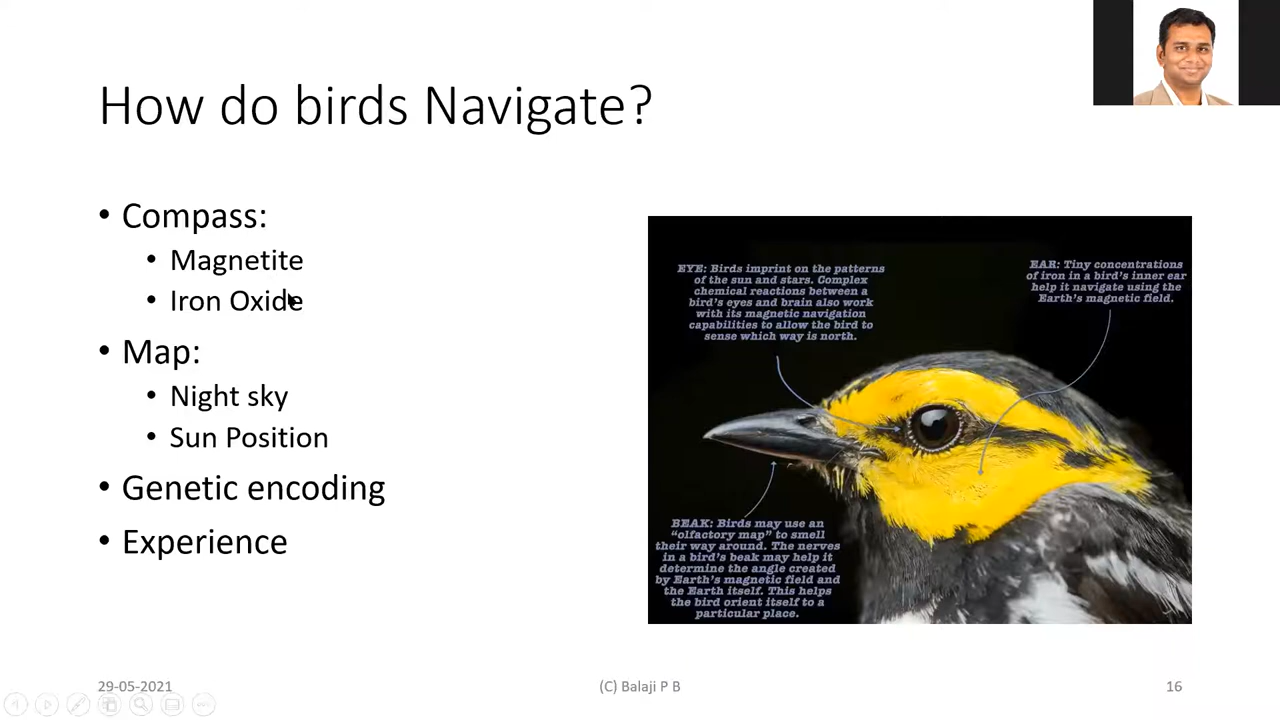 How do birds Navigate?
• Compass:
• Magnetite
• Iron Oxide
• Map:
• Night sky
• Sun Position
• Genetic encoding
• Experience
EYE: Birds imprint on the patterns
of the sun and stars. Complex
chemical reactions between a
bird's eyes and brain also work
with its magnetic navigation
capabilities to allow the bird to
sense which way is north.
EAR: Tiny concentrations
of iron in a bird's inner ear
help it navigate using the
Earth's magnetic field.
BEAK: Birds may use an
"olfactory map" to smell
their way around. The nerves
in a bird's beak may help it
determine the angle created
by Earth's magnetic field and
the Earth itself. This helps
the bird orient itself to a
particular place.
29-05-2021
(C) Balaji P B
16